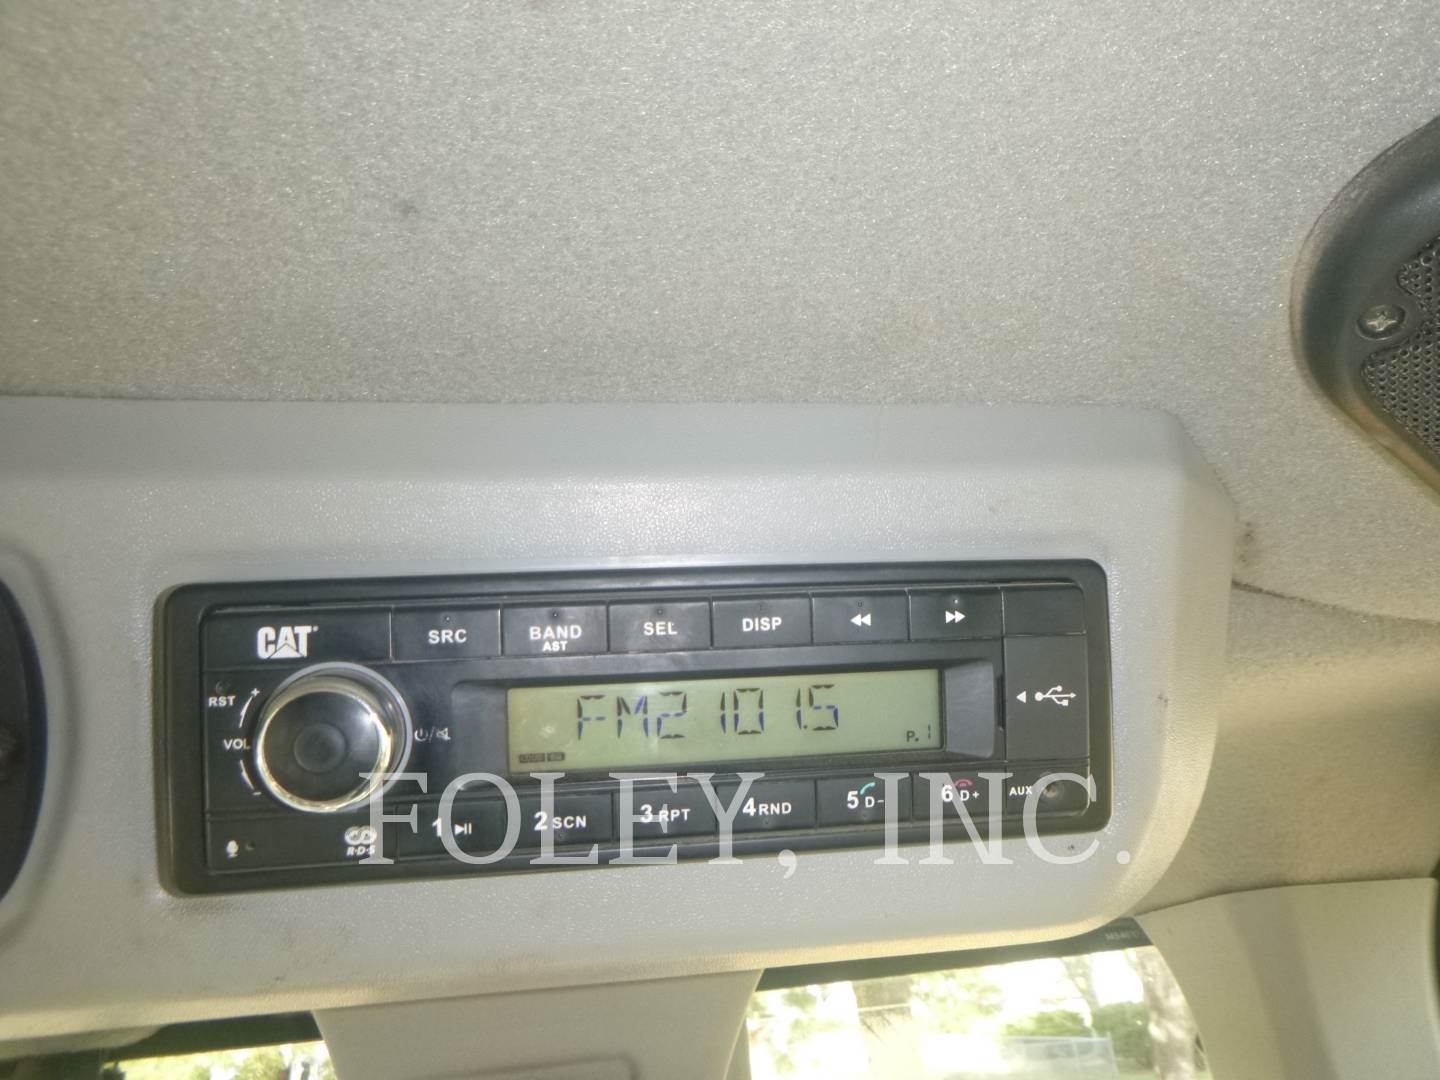 CAT
SRC BAND AST SEL DISP
RST
VOL
FM2 101.5
P.1
R·D·S
1 2 SCN 3 RPT 4 RND 5 D- 6 D+ AUX
FOLEY, INC.